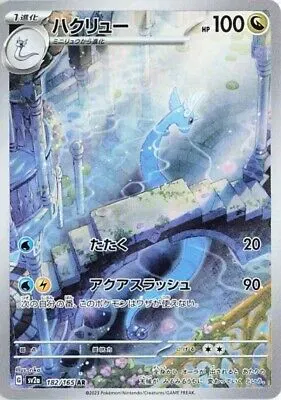 1進化
ハクリュー
ミニリュウから進化
HP 100
たたく 20
アクアスラッシュ 90
次の自分の番、このポケモンはワザが使えない。
sv2a 182/165 AR
©2023 Pokémon/Nintendo/Creatures/GAME FREAK.